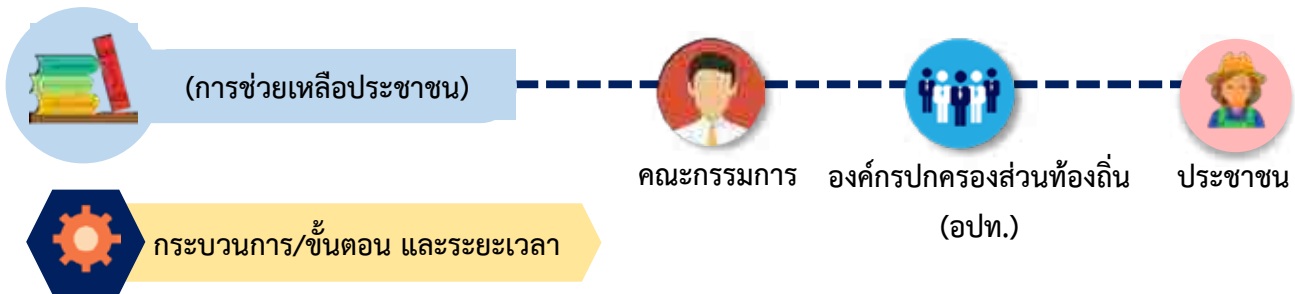 (การช่วยเหลือประชาชน)
คณะกรรมการ
องค์กรปกครองส่วนท้องถิ่น
(อปท.)
ประชาชน
กระบวนการ/ขั้นตอน และระยะเวลา